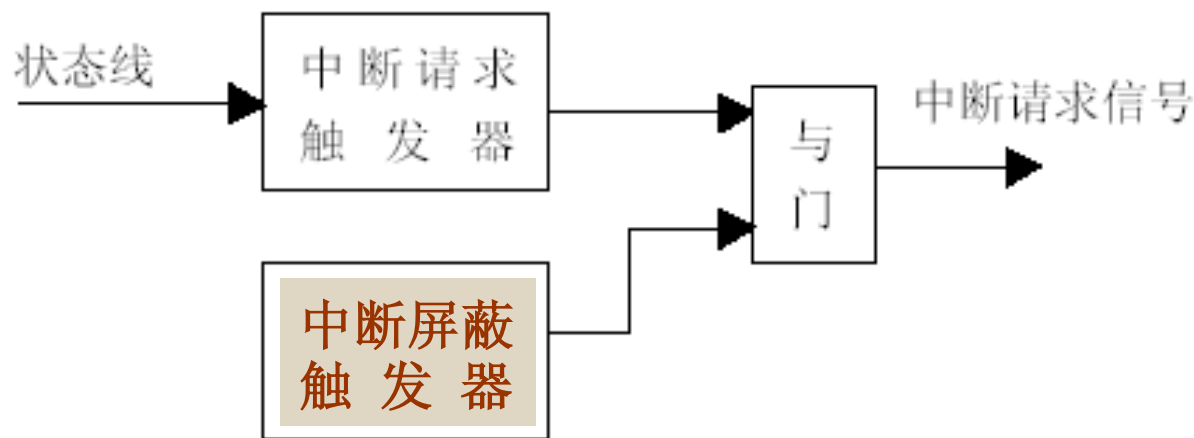 状态线
中断请求
触发器
与
门
中断请求信号
中断屏蔽
触发器